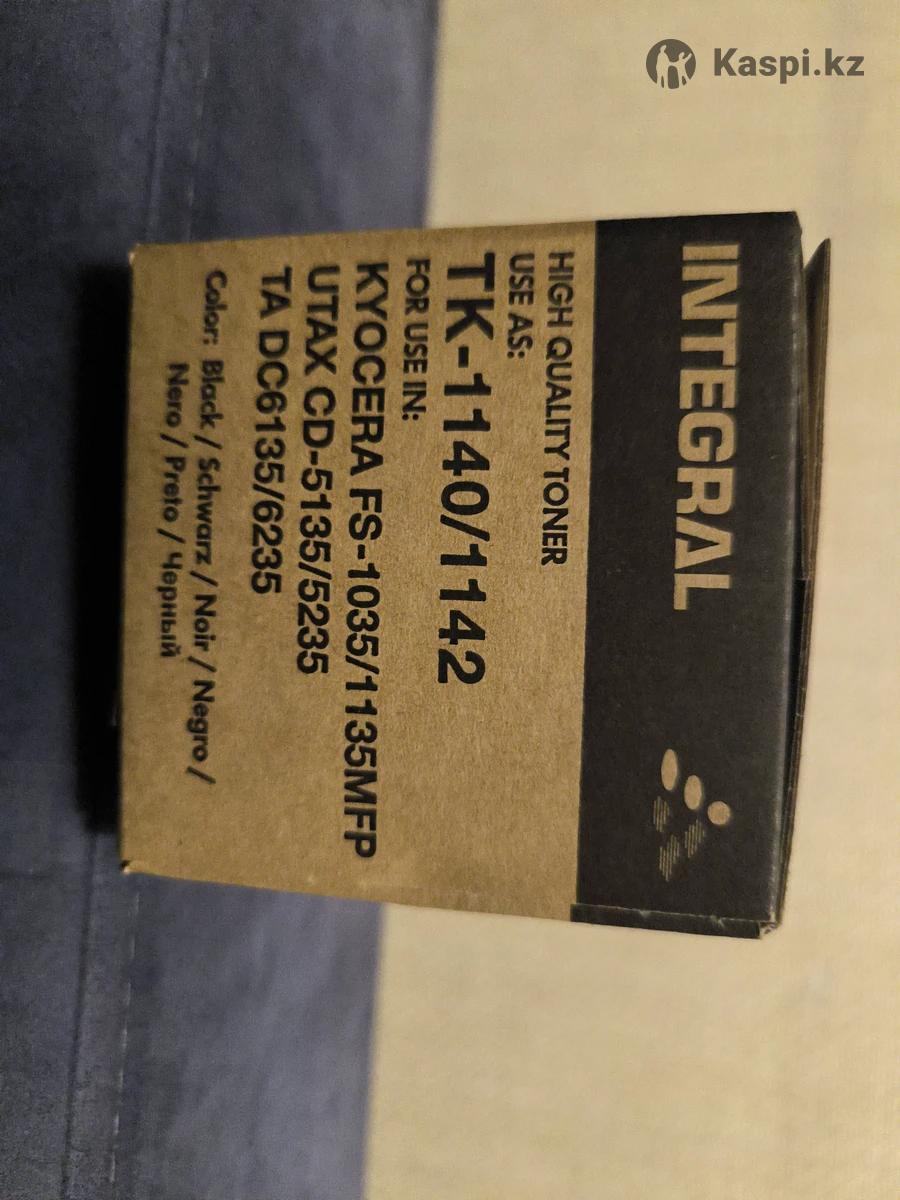 Kaspi.kz
INTEGRAL
HIGH QUALITY TONER
USE AS:
TK-1140/1142
FOR USE IN:
KYOCERA FS-1035/1135MFP
UTAX CD-5135/5235
TA DC6135/6235
Color: Black / Schwarz / Noir / Negro /
Nero / Preto / Черный